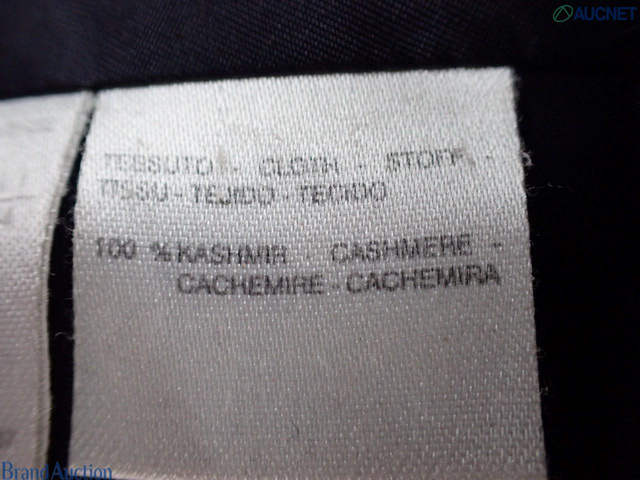 AUCNET
TESSUTO - CLOTH - STOFF -
TISSU - TEJIDO - TECIDO
100 % KASHMIR - CASHMERE -
CACHEMIRE - CACHEMIRA
Brand Auction